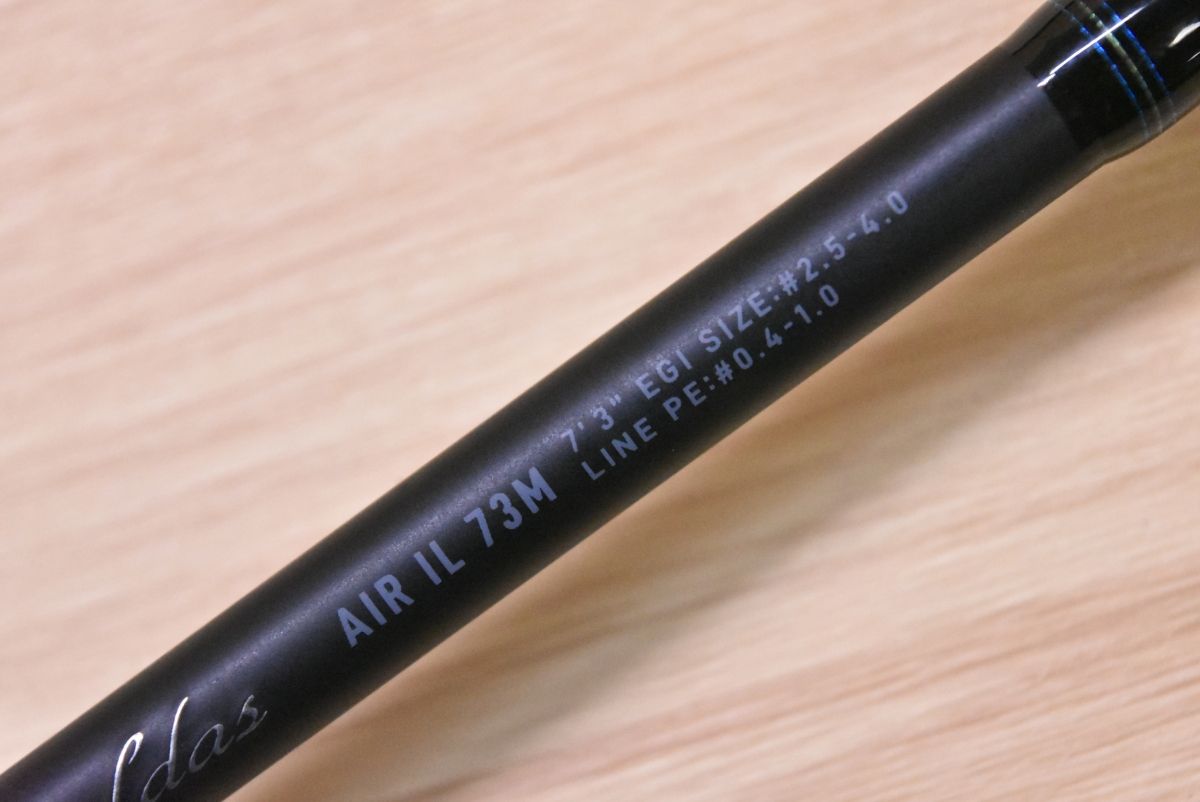 ldas
AIR IL 73M
7'3" EGI SIZE:#2.5-4.0
LINE PE:#0.4-1.0